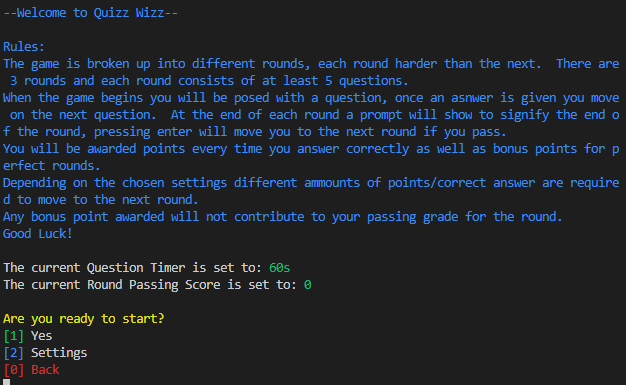 --Welcome to Quizz Wizz--
Rules:
The game is broken up into different rounds, each round harder than the next.  There are
 3 rounds and each round consists of at least 5 questions.
When the game begins you will be posed with a question, once an asnwer is given you move
 on the next question.  At the end of each round a prompt will show to signify the end o
f the round, pressing enter will move you to the next round if you pass.
You will be awarded points every time you answer correctly as well as bonus points for p
erfect rounds.
Depending on the chosen settings different ammounts of points/correct answer are require
d to move to the next round.
Any bonus point awarded will not contribute to your passing grade for the round.
Good Luck!
The current Question Timer is set to: 60s
The current Round Passing Score is set to: 0
Are you ready to start?
[1] Yes
[2] Settings
[0] Back